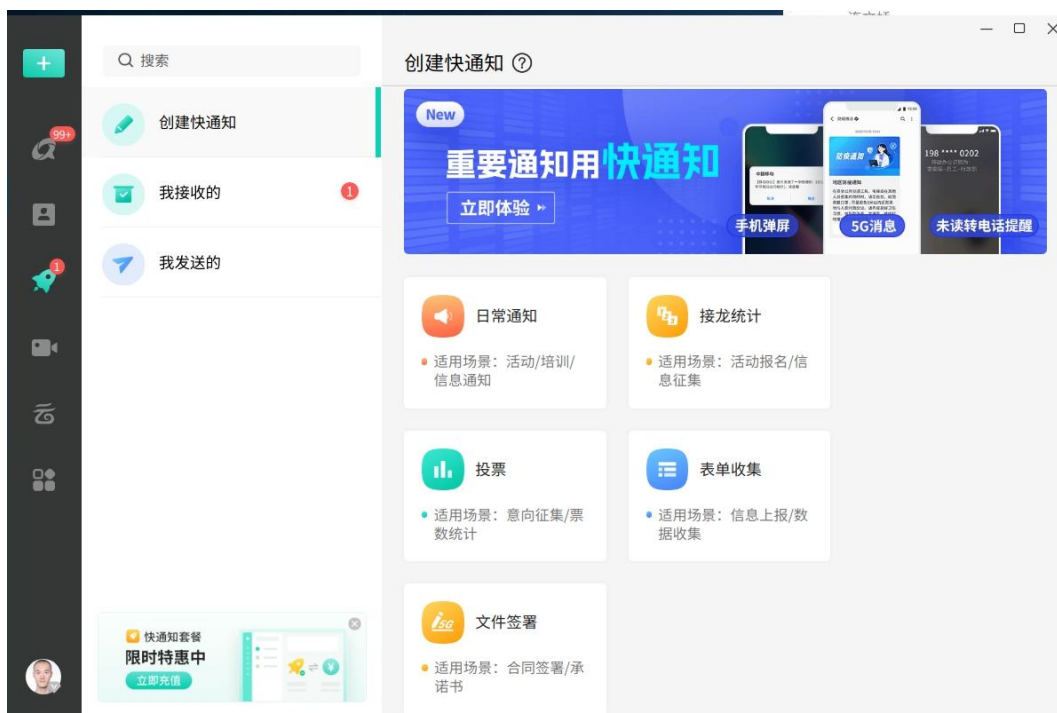 搜索
创建快通知
我接收的
1
我发送的
99+
1
云
快通知套餐
限时特惠中
立即充值
创建快通知
New
重要通知用快通知
立即体验
手机弹屏
5G消息
198 **** 0202
未读转电话提醒
日常通知
适用场景：活动/培训/
信息通知
接龙统计
适用场景：活动报名/信
息征集
投票
适用场景：意向征集/票
数统计
表单收集
适用场景：信息上报/数
据收集
文件签署
适用场景：合同签署/承
诺书